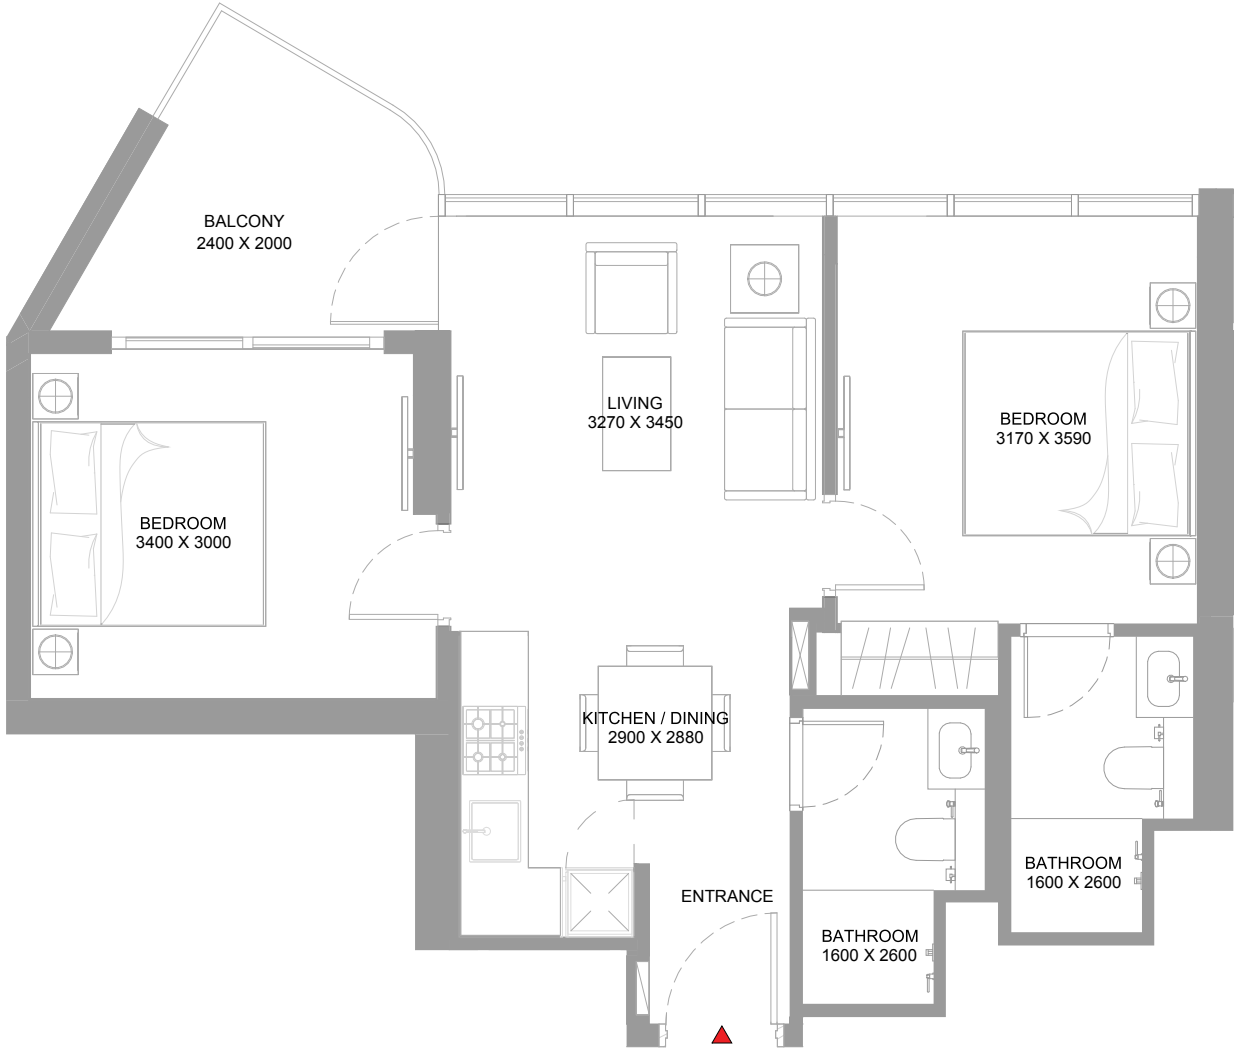 BALCONY
2400 X 2000
LIVING
3270 X 3450
BEDROOM
3170 X 3590
BEDROOM
3400 X 3000
KITCHEN / DINING
2900 X 2880
BATHROOM
1600 X 2600
ENTRANCE
BATHROOM
1600 X 2600